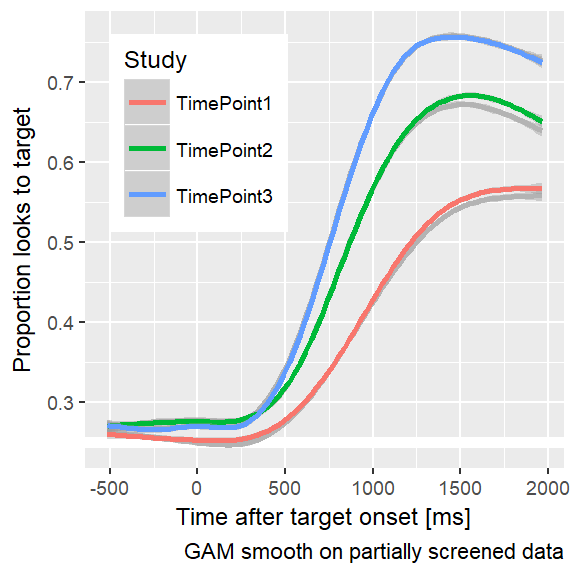 Study
TimePoint1
TimePoint2
TimePoint3
Proportion looks to target
0.7
0.6
0.5
0.4
0.3
-500
0
500
1000
1500
2000
Time after target onset [ms]
GAM smooth on partially screened data